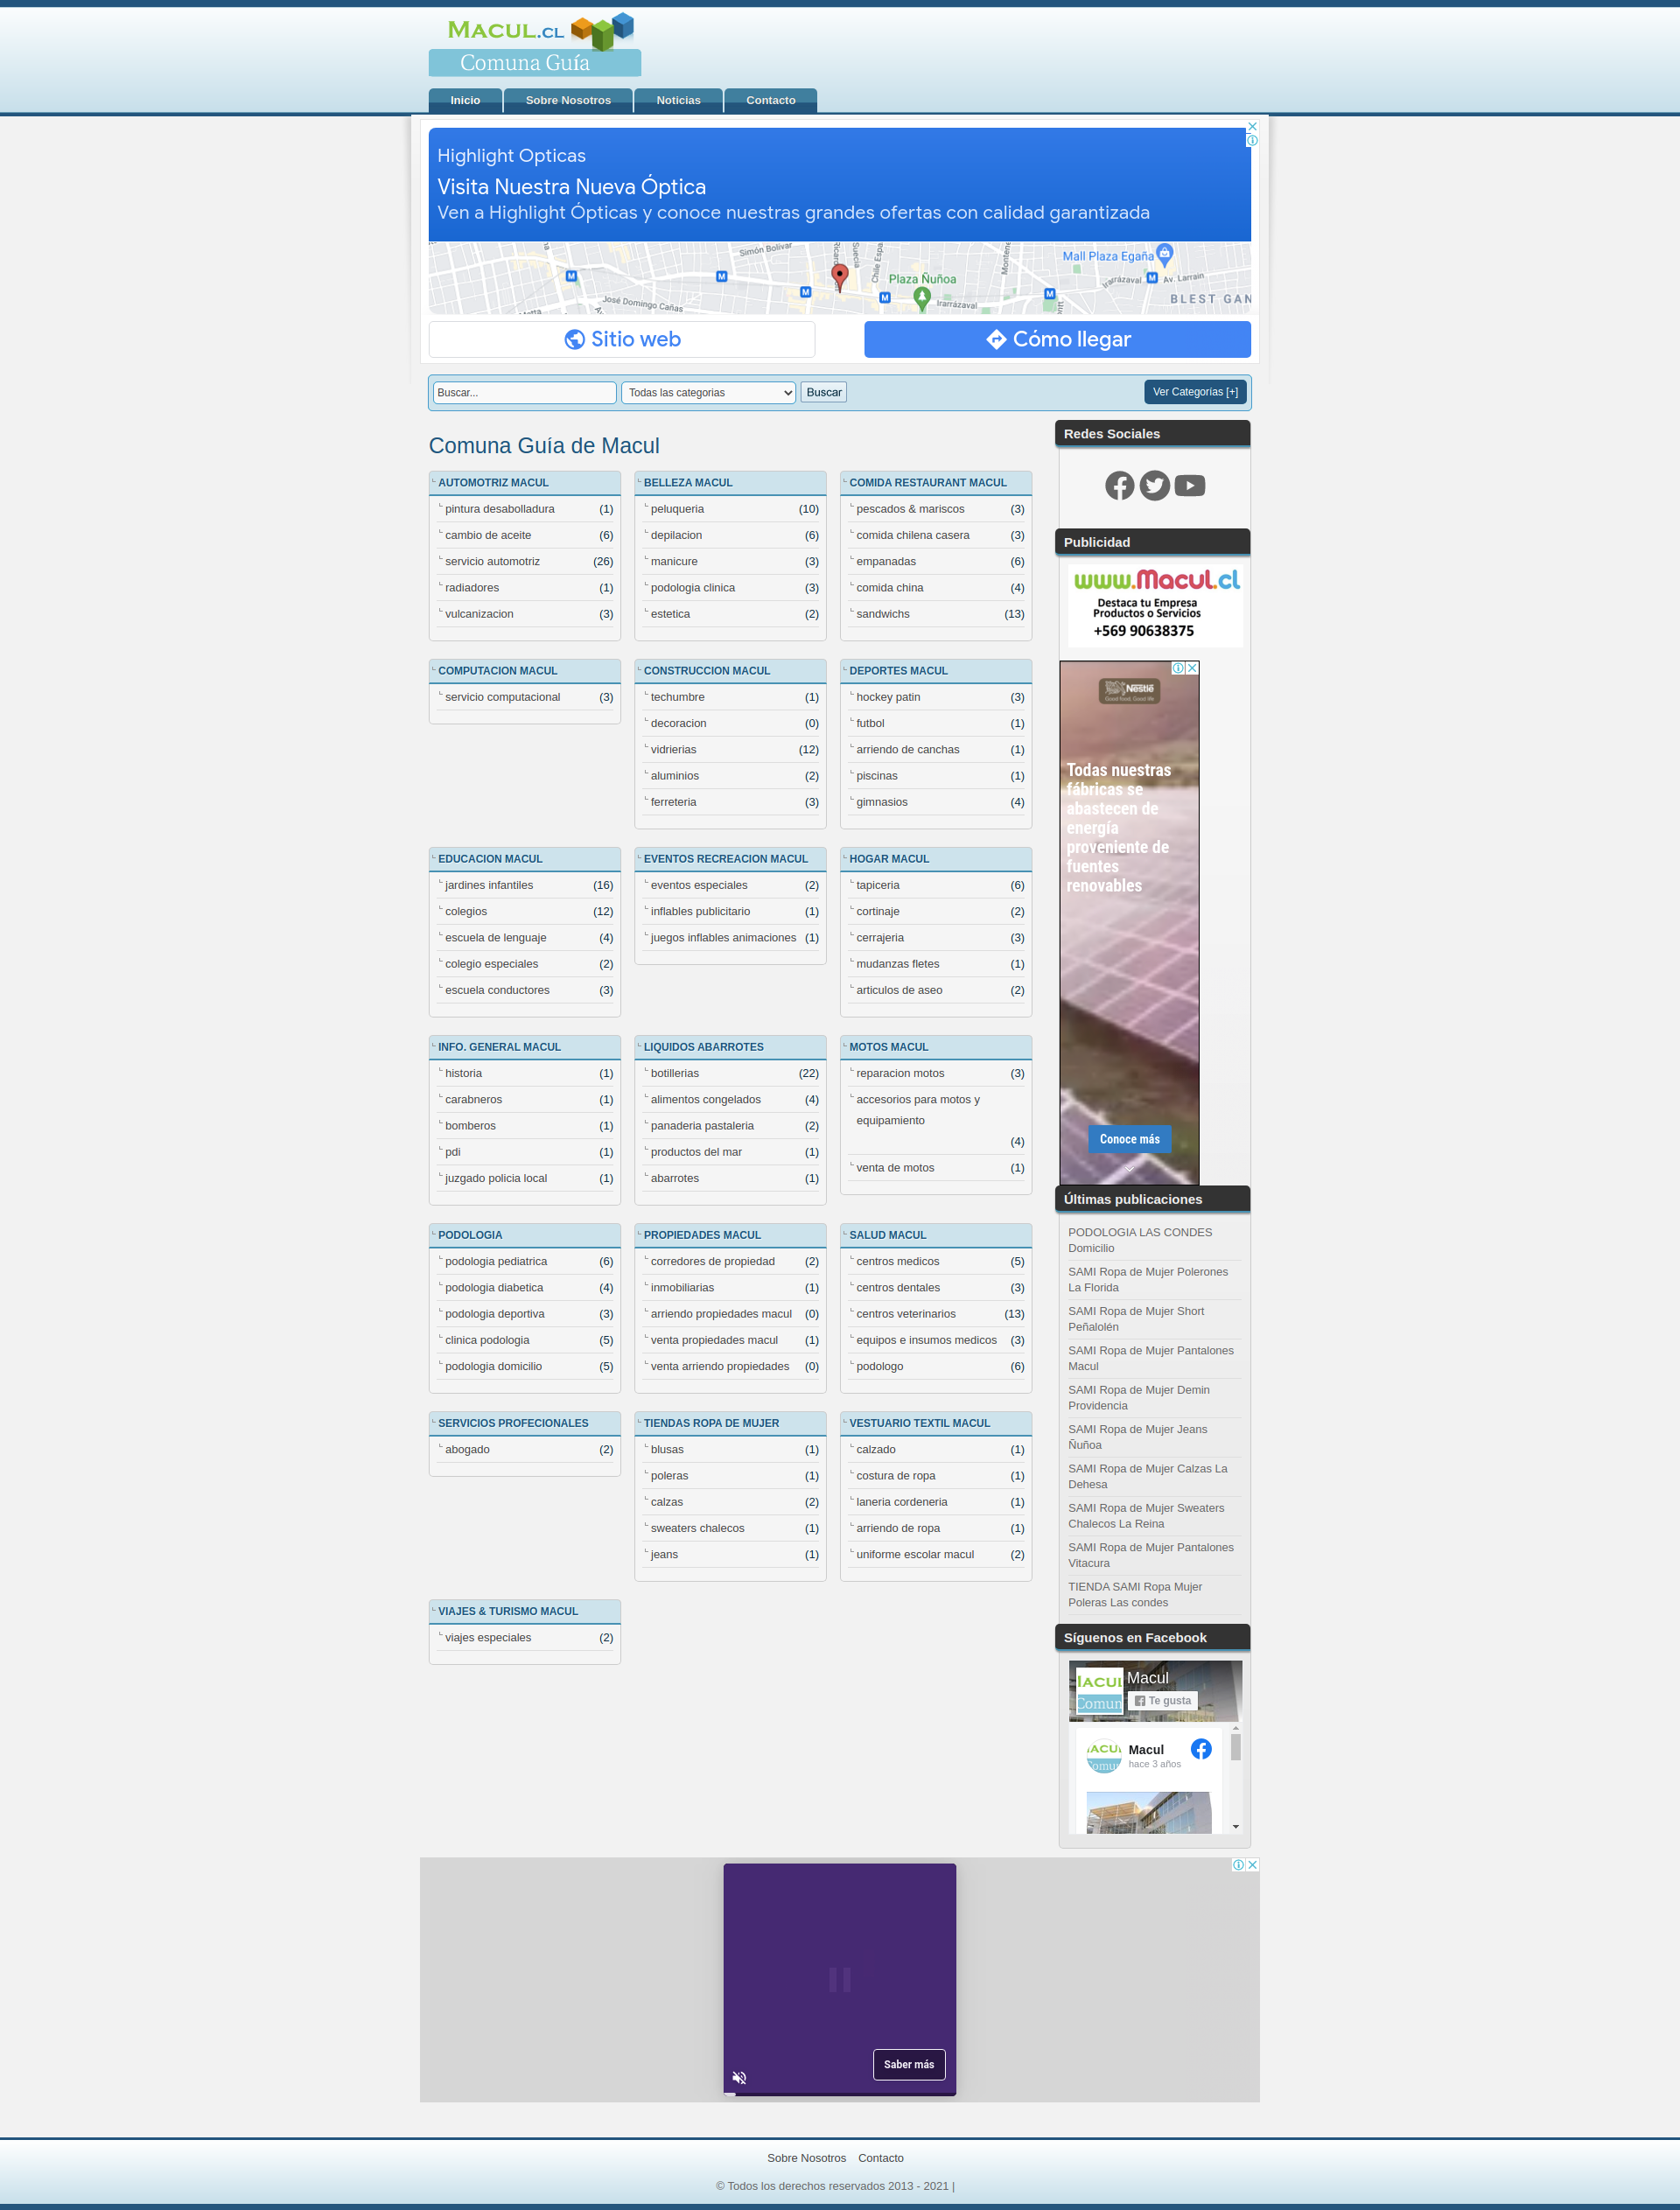 MACUL.CL
Comuna Guía
Inicio
Sobre Nosotros
Noticias
Contacto
Highlight Opticas
Visita Nuestra Nueva Óptica
Ven a Highlight Ópticas y conoce nuestras grandes ofertas con calidad garantizada
Simón Bolívar
Suecia
Chile Espa
Mall Plaza Egaña
Plaza Ñuñoa
Irarrázaval
Av. Larrain
José Domingo Cañas
Irarrázaval
BLEST GAN
Sitio web
Cómo llegar
Buscar...
Todas las categorias
Buscar
Ver Categorías [+]
Comuna Guía de Macul
AUTOMOTRIZ MACUL
pintura desabolladura (1)
cambio de aceite (6)
servicio automotriz (26)
radiadores (1)
vulcanizacion (3)
BELLEZA MACUL
peluqueria (10)
depilacion (6)
manicure (3)
podologia clinica (3)
estetica (2)
COMIDA RESTAURANT MACUL
pescados & mariscos (3)
comida chilena casera (3)
empanadas (6)
comida china (4)
sandwichs (13)
COMPUTACION MACUL
servicio computacional (3)
CONSTRUCCION MACUL
techumbre (1)
decoracion (0)
vidrierias (12)
aluminios (2)
ferreteria (3)
DEPORTES MACUL
hockey patin (3)
futbol (1)
arriendo de canchas (1)
piscinas (1)
gimnasios (4)
EDUCACION MACUL
jardines infantiles (16)
colegios (12)
escuela de lenguaje (4)
colegio especiales (2)
escuela conductores (3)
EVENTOS RECREACION MACUL
eventos especiales (2)
inflables publicitario (1)
juegos inflables animaciones (1)
HOGAR MACUL
tapiceria (6)
cortinaje (2)
cerrajeria (3)
mudanzas fletes (1)
articulos de aseo (2)
INFO. GENERAL MACUL
historia (1)
carabneros (1)
bomberos (1)
pdi (1)
juzgado policia local (1)
LIQUIDOS ABARROTES
botillerias (22)
alimentos congelados (4)
panaderia pastaleria (2)
productos del mar (1)
abarrotes (1)
MOTOS MACUL
reparacion motos (3)
accesorios para motos y
equipamiento
(4)
venta de motos (1)
PODOLOGIA
podologia pediatrica (6)
podologia diabetica (4)
podologia deportiva (3)
clinica podologia (5)
podologia domicilio (5)
PROPIEDADES MACUL
corredores de propiedad (2)
inmobiliarias (1)
arriendo propiedades macul (0)
venta propiedades macul (1)
venta arriendo propiedades (0)
SALUD MACUL
centros medicos (5)
centros dentales (3)
centros veterinarios (13)
equipos e insumos medicos (3)
podologo (6)
SERVICIOS PROFECIONALES
abogado (2)
TIENDAS ROPA DE MUJER
blusas (1)
poleras (1)
calzas (2)
sweaters chalecos (1)
jeans (1)
VESTUARIO TEXTIL MACUL
calzado (1)
costura de ropa (1)
laneria cordeneria (1)
arriendo de ropa (1)
uniforme escolar macul (2)
VIAJES & TURISMO MACUL
viajes especiales (2)
Redes Sociales
Publicidad
www.Macul.cl
Destaca tu Empresa
Productos o Servicios
+569 90638375
Nestlé
Good food, Good life
Todas nuestras
fábricas se
abastecen de
energía
proveniente de
fuentes
renovables
Conoce más
Últimas publicaciones
PODOLOGIA LAS CONDES
Domicilio
SAMI Ropa de Mujer Polerones
La Florida
SAMI Ropa de Mujer Short
Peñalolén
SAMI Ropa de Mujer Pantalones
Macul
SAMI Ropa de Mujer Demin
Providencia
SAMI Ropa de Mujer Jeans
Ñuñoa
SAMI Ropa de Mujer Calzas La
Dehesa
SAMI Ropa de Mujer Sweaters
Chalecos La Reina
SAMI Ropa de Mujer Pantalones
Vitacura
TIENDA SAMI Ropa Mujer
Poleras Las condes
Síguenos en Facebook
Macul
Te gusta
Macul
hace 3 años
Saber más
Sobre Nosotros
Contacto
© Todos los derechos reservados 2013 - 2021 |